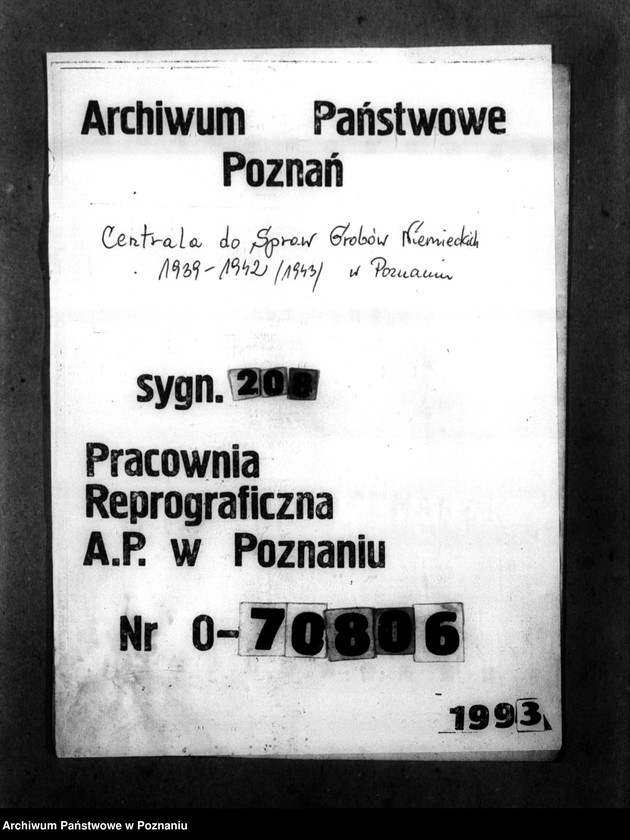 Archiwum Państwowe
Poznań
Centrala do Spraw Grobów Niemieckich
1939-1942 /1943/ w Poznaniu
sygn. 208
Pracownia
Reprograficzna
A.P. w Poznaniu
Nr 0-70806
1993
Archiwum Państwowe w Poznaniu